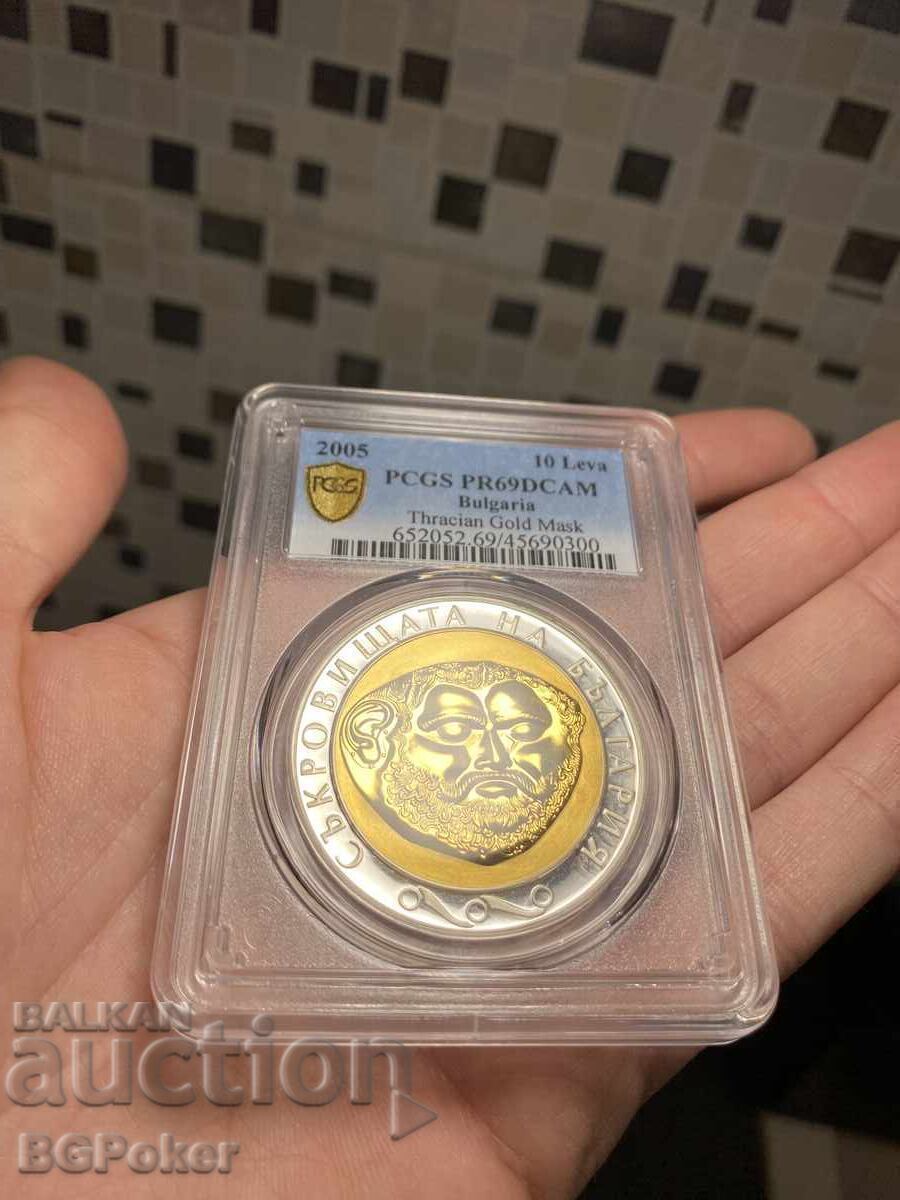 2005
10 Leva
PCGS
PCGS PR69DCAM
Bulgaria
Thracian Gold Mask
652052.69/45690300
СЪКРОВИЩАТА НА БЪЛГАРИЯ
BALKAN
auction
BGPoker